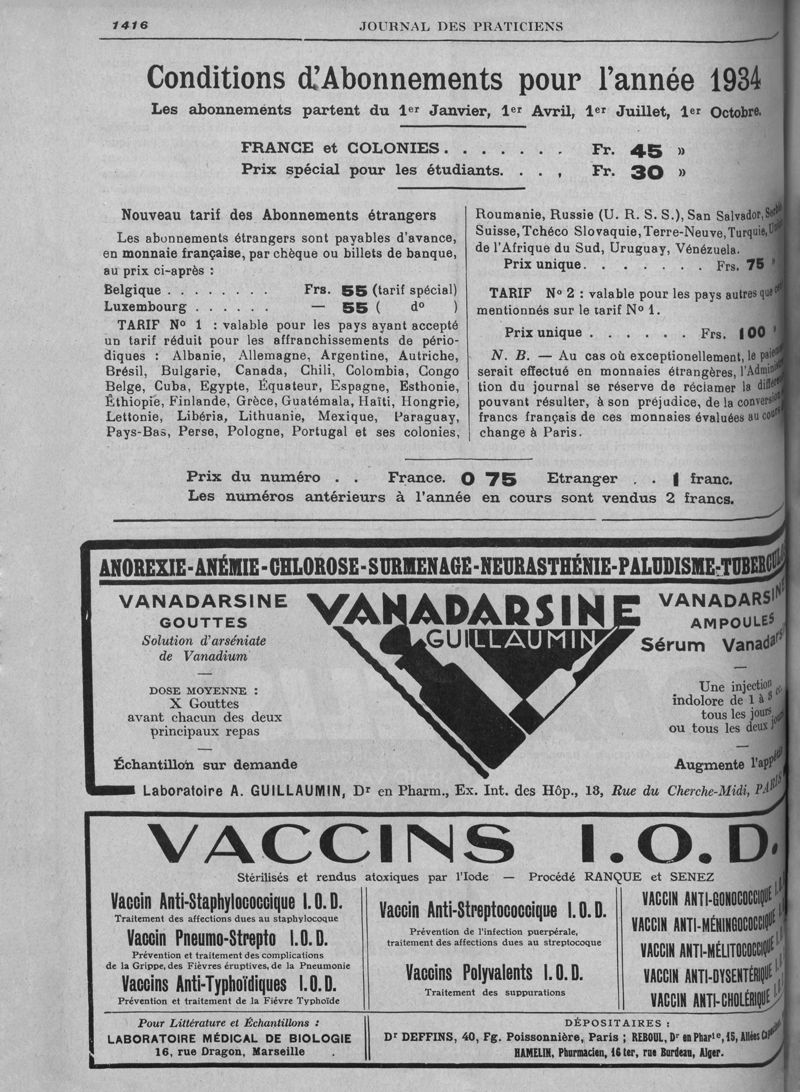 1416
JOURNAL DES PRATICIENS
Conditions d'Abonnements pour l'année 1934
Les abonnements partent du 1er Janvier, 1er Avril, 1er Juillet, 1er Octobre.
FRANCE et COLONIES . . . . . . . Fr. 45 »
Prix spécial pour les étudiants. . . , Fr. 30 »
Nouveau tarif des Abonnements étrangers
Les abonnements étrangers sont payables d'avance,
en monnaie française, par chèque ou billets de banque,
au prix ci-après :
Belgique . . . . . . . . Frs. 55 (tarif spécial)
Luxembourg . . . . . . — 55 ( do )
TARIF No 1 : valable pour les pays ayant accepté
un tarif réduit pour les affranchissements de pério-
diques : Albanie, Allemagne, Argentine, Autriche,
Brésil, Bulgarie, Canada, Chili, Colombia, Congo
Belge, Cuba, Egypte, Équateur, Espagne, Esthonie,
Éthiopie, Finlande, Grèce, Guatémala, Haïti, Hongrie,
Lettonie, Libéria, Lithuanie, Mexique, Paraguay,
Pays-Bas, Perse, Pologne, Portugal et ses colonies,
Roumanie, Russie (U. R. S. S.), San Salvador,
Suisse, Tchéco Slovaquie, Terre-Neuve, Turquie,
de l'Afrique du Sud, Uruguay, Vénézuela.
Prix unique. . . . . . . . Frs. 75 »
TARIF No 2 : valable pour les pays autres que
mentionnés sur le tarif No 1.
Prix unique . . . . . . Frs. 100 »
N. B. — Au cas où exceptionellement, le
serait effectué en monnaies étrangères,
tion du journal se réserve de réclamer la
pouvant résulter, à son préjudice, de la
francs français de ces monnaies évaluées au cours
change à Paris.
Prix du numéro . . France. 0 75 Etranger . . 1 franc.
Les numéros antérieurs à l'année en cours sont vendus 2 francs.
ANOREXIE-ANÉMIE-CHLOROSE-SURMENAGE-NEURASTHÉNIE-PALUDISME-TUBERCUL
VANADARSINE
GOUTTES
Solution d'arséniate
de Vanadium
DOSE MOYENNE :
X Gouttes
avant chacun des deux
principaux repas
Échantillon sur demande
VANADARSINE
GUILLAUMIN
VANADARSINE
AMPOULES
Sérum Vanadars
Une injection
indolore de 1 à 3
tous les jours
ou tous les deux
Augmente l'appétit
Laboratoire A. GUILLAUMIN, Dr en Pharm., Ex. Int. des Hôp., 13, Rue du Cherche-Midi, PARIS
VACCINS I.O.D.
Stérilisés et rendus atoxiques par l'Iode — Procédé RANQUE et SENEZ
Vaccin Anti-Staphylococcique I.O.D.
Traitement des affections dues au staphylocoque
Vaccin Pneumo-Strepto I.O.D.
Prévention et traitement des complications
de la Grippe, des Fièvres éruptives, de la Pneumonie
Vaccins Anti-Typhoïdiques I.O.D.
Prévention et traitement de la Fiévre Typhoïde
Vaccin Anti-Streptococcique I.O.D.
Prévention de l'infection puerpérale,
traitement des affections dues au streptocoque
Vaccins Polyvalents I.O.D.
Traitement des suppurations
VACCIN ANTI-GONOCOCCIQUE
VACCIN ANTI-MÉNINGOCOCCIQUE
VACCIN ANTI-MÉLITOCOCCIQUE
VACCIN ANTI-DYSENTÉRIQUE
VACCIN ANTI-CHOLÉRIQUE
Pour Littérature et Échantillons :
LABORATOIRE MÉDICAL DE BIOLOGIE
16, rue Dragon, Marseille
DÉPOSITAIRES :
Dr DEFFINS, 40, Fg. Poissonnière, Paris ; REBOUL, Dr en Pharie, 15, Allées
HAMELIN, Pharmacien, 16 ter, rue Burdeau, Alger.